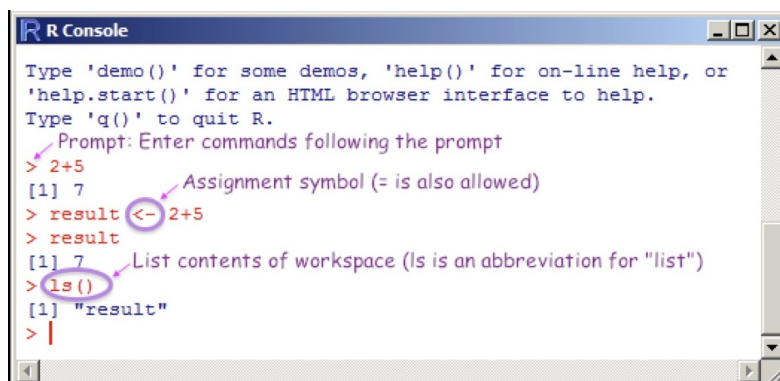 R Console
Type 'demo()' for some demos, 'help()' for on-line help, or
'help.start()' for an HTML browser interface to help.
Type 'q()' to quit R.
Prompt: Enter commands following the prompt
> 2+5
[1] 7
Assignment symbol (= is also allowed)
> result <- 2+5
> result
[1] 7
List contents of workspace (ls is an abbreviation for "list")
> ls()
[1] "result"
>